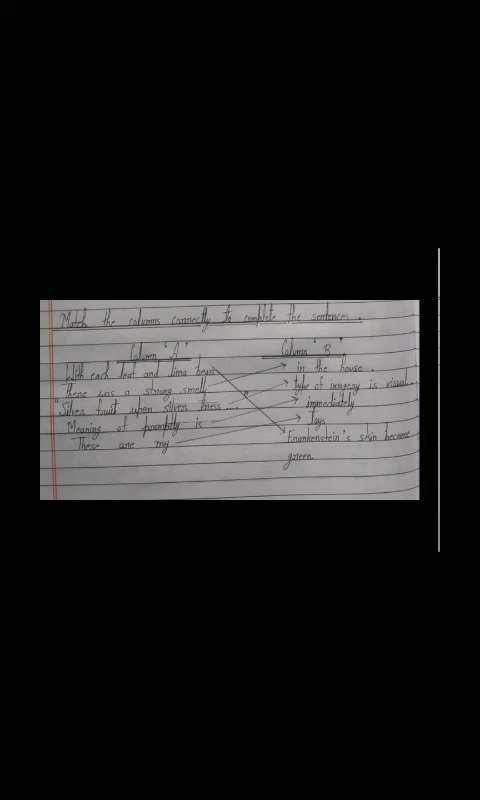 Match the columns correctly to complete the sentences.
Column 'A' Column 'B'
With each leaf and lima bean in the house.
There was a strong smell type of imagery is visual.
"Silver fruit upon silver tress...." immediately
Meaning of promptly is Toys
These are my Frankenstein's skin became
green.